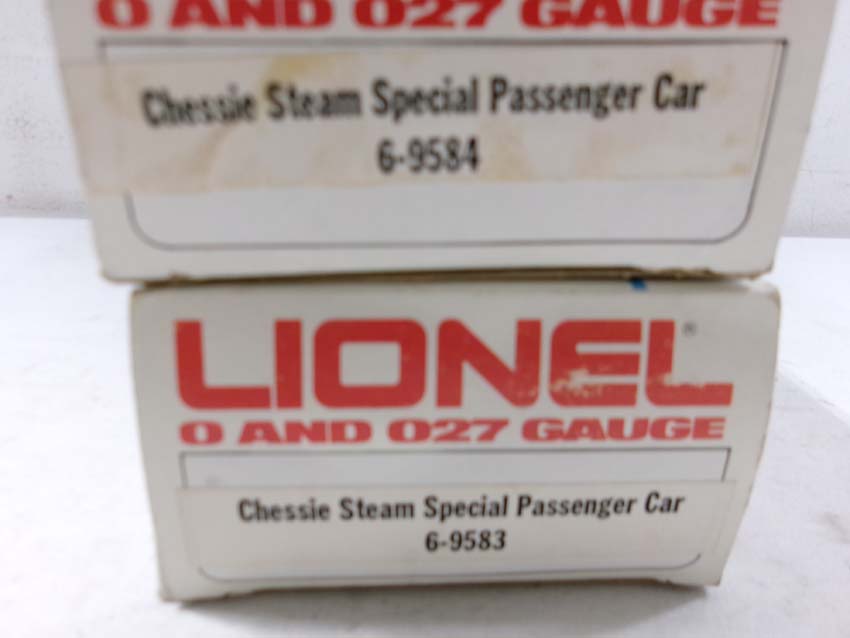 O AND O27 GAUGE
Chessie Steam Special Passenger Car
6-9584
LIONEL®
O AND O27 GAUGE
Chessie Steam Special Passenger Car
6-9583